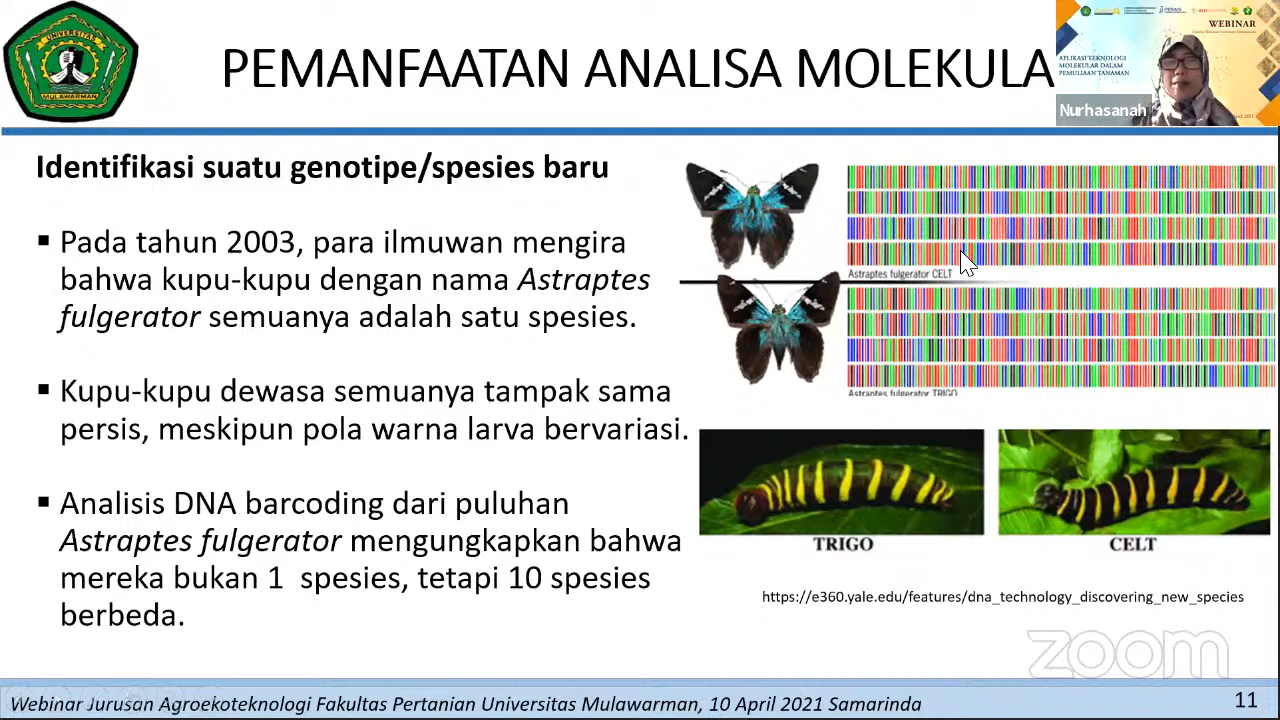 UNIVERSITAS
MULAWARMAN
PEMANFAATAN ANALISA MOLEKULA
WEBINAR
APLIKASI TEKNOLOGI
MOLEKULAR DALAM
PEMULIAAN TANAMAN
Nurhasanah
Identifikasi suatu genotipe/spesies baru
▪ Pada tahun 2003, para ilmuwan mengira
bahwa kupu-kupu dengan nama Astraptes
fulgerator semuanya adalah satu spesies.
▪ Kupu-kupu dewasa semuanya tampak sama
persis, meskipun pola warna larva bervariasi.
▪ Analisis DNA barcoding dari puluhan
Astraptes fulgerator mengungkapkan bahwa
mereka bukan 1 spesies, tetapi 10 spesies
berbeda.
Astraptes fulgerator CELT
Astraptes fulgerator TRIGO
TRIGO
CELT
https://e360.yale.edu/features/dna_technology_discovering_new_species
zoom
Webinar Jurusan Agroekoteknologi Fakultas Pertanian Universitas Mulawarman, 10 April 2021 Samarinda
11